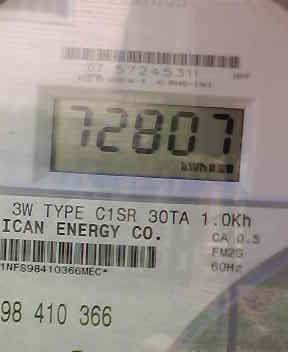 07 57245311
72807
kWh
3W TYPE C1SR 30TA 1.0Kh
ICAN ENERGY CO.
CA 0.5
FM2S
60Hz
1NFS98410366MEC*
98 410 366